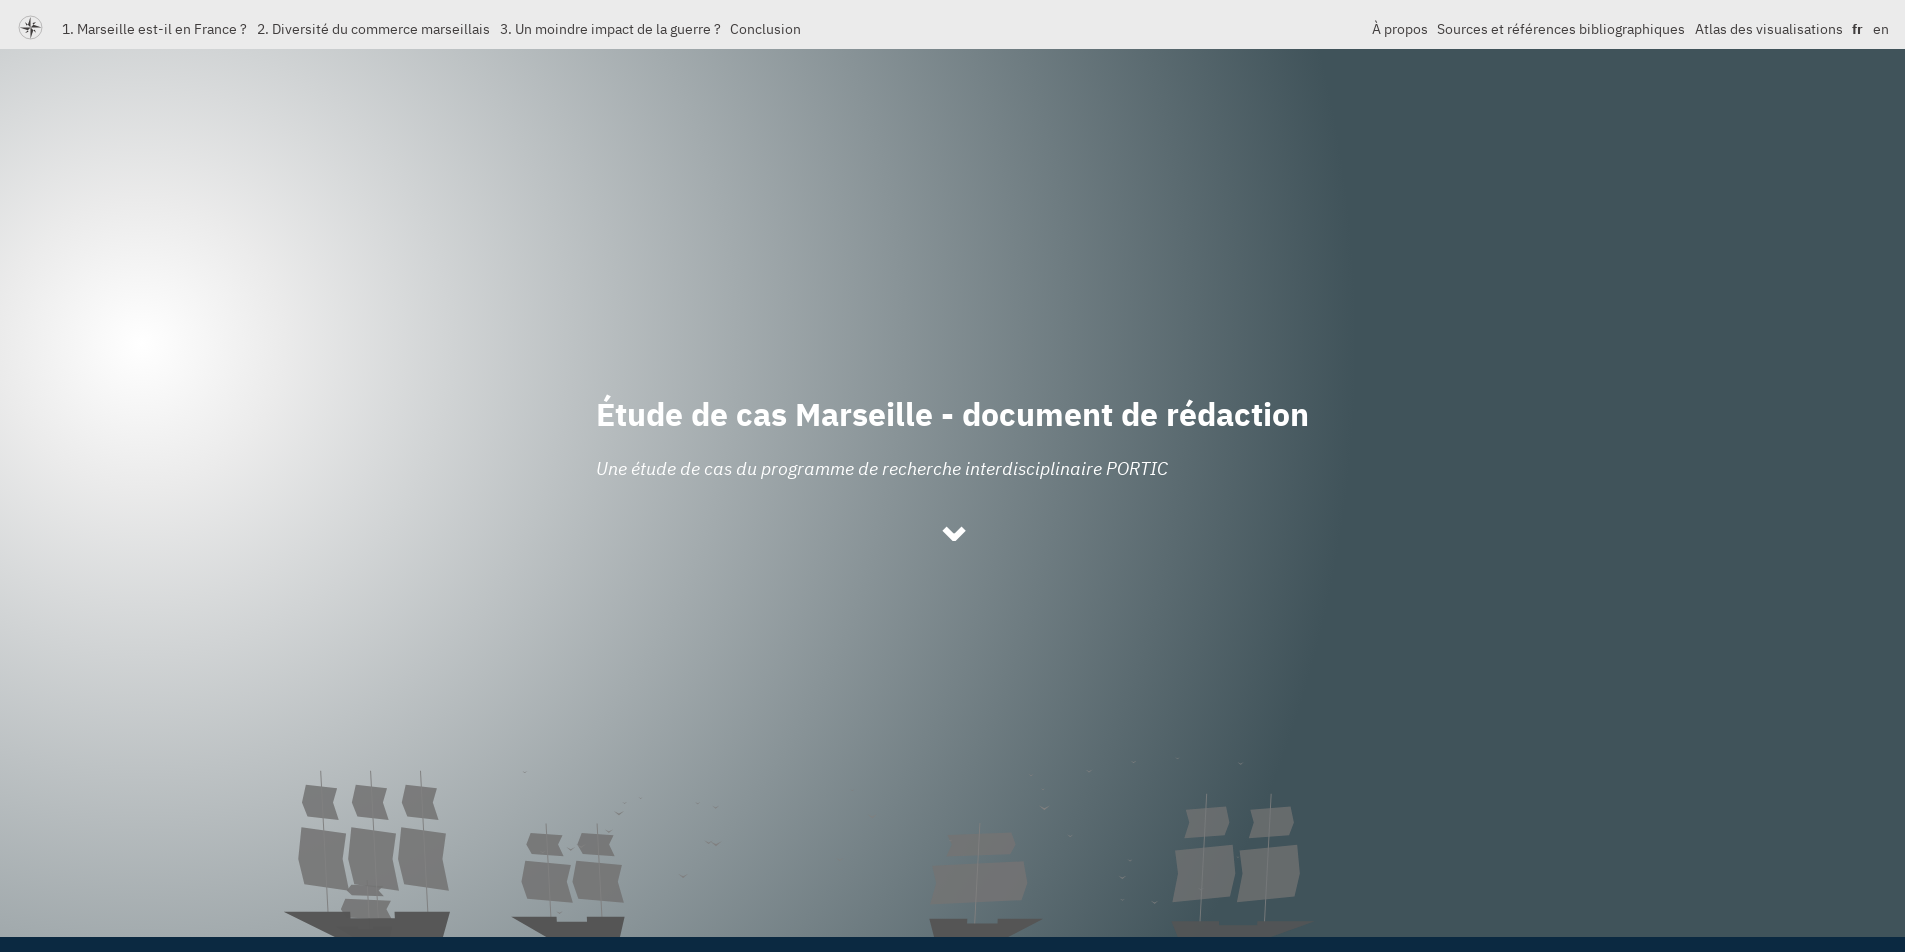 1. Marseille est-il en France ? 2. Diversité du commerce marseillais 3. Un moindre impact de la guerre ? Conclusion À propos Sources et références bibliographiques Atlas des visualisations fr en
Étude de cas Marseille - document de rédaction
Une étude de cas du programme de recherche interdisciplinaire PORTIC